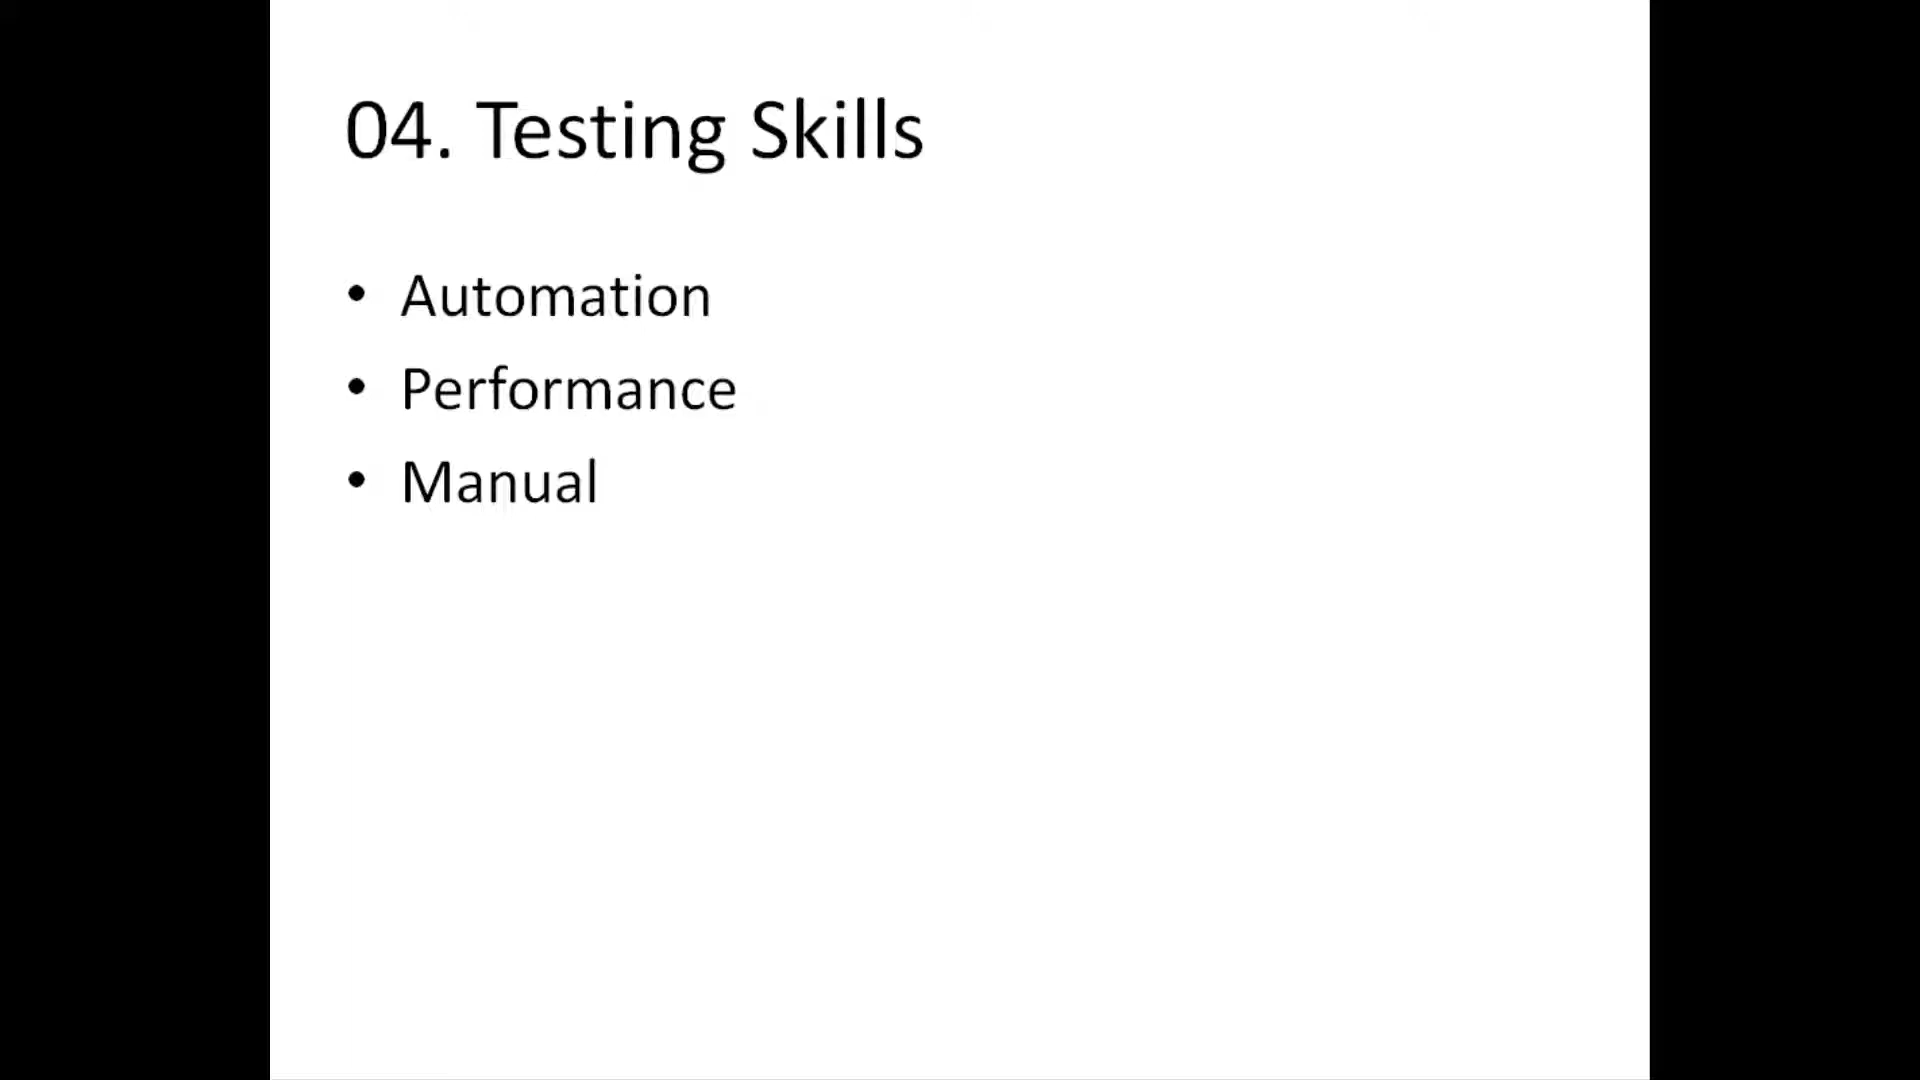 04. Testing Skills
• Automation
• Performance
• Manual